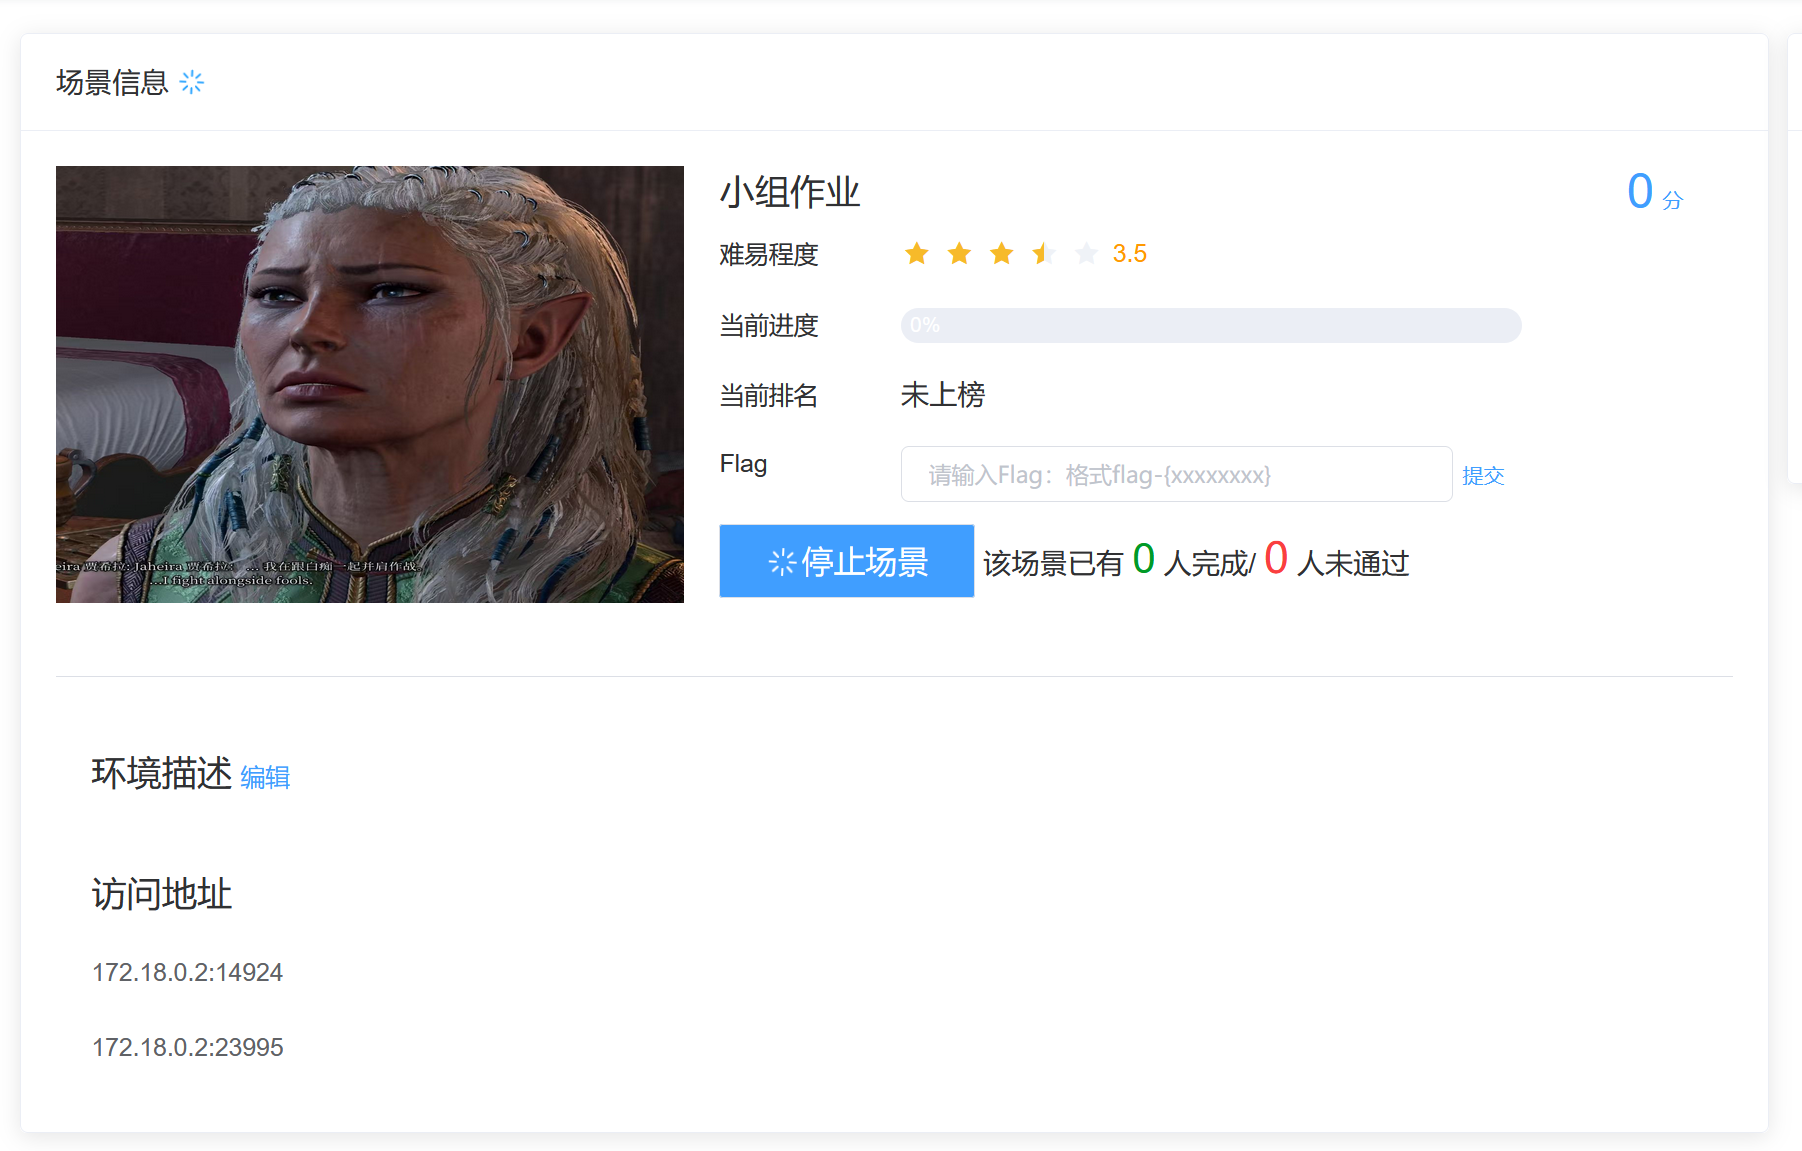 场景信息
小组作业
0 分
难易程度 3.5
当前进度 0%
当前排名 未上榜
Flag 请输入Flag：格式flag-{xxxxxxxx} 提交
停止场景 该场景已有 0 人完成/ 0 人未通过
eira 贾希拉: Jaheira 贾希拉: ... 我在跟白痴一起并肩作战。
...I fight alongside fools.
环境描述 编辑
访问地址
172.18.0.2:14924
172.18.0.2:23995